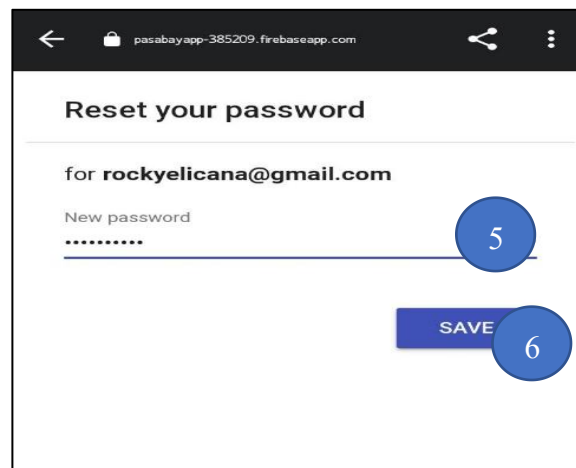 pasabayapp-385209.firebaseapp.com
Reset your password
for rockyelicana@gmail.com
New password
••••••••••
5
SAVE
6